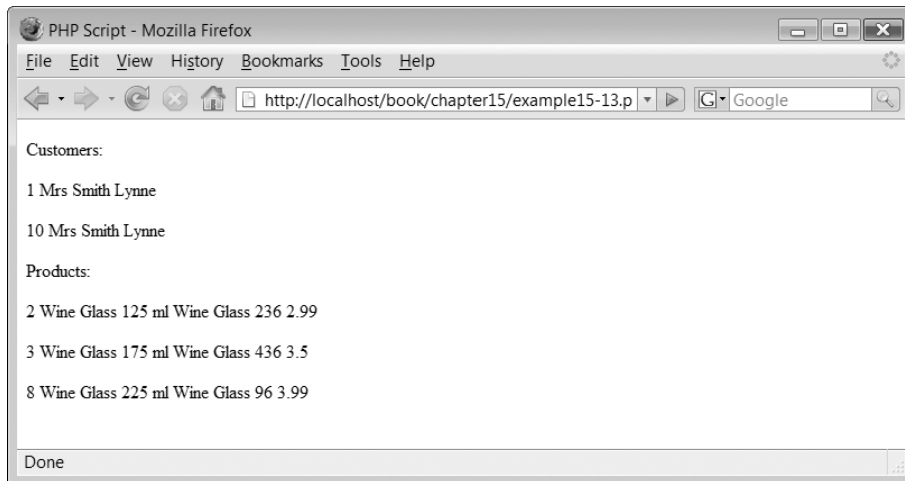 PHP Script - Mozilla Firefox
File Edit View History Bookmarks Tools Help
http://localhost/book/chapter15/example15-13.p G Google
Customers:
1 Mrs Smith Lynne
10 Mrs Smith Lynne
Products:
2 Wine Glass 125 ml Wine Glass 236 2.99
3 Wine Glass 175 ml Wine Glass 436 3.5
8 Wine Glass 225 ml Wine Glass 96 3.99
Done